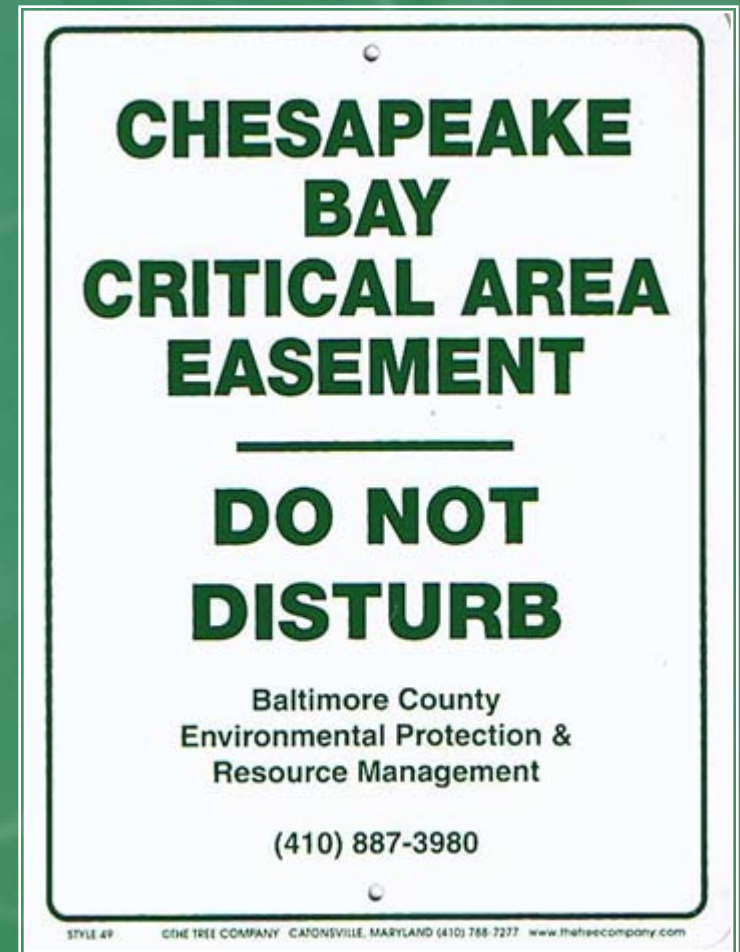 CHESAPEAKE
BAY
CRITICAL AREA
EASEMENT
DO NOT
DISTURB
Baltimore County
Environmental Protection &
Resource Management
(410) 887-3980
STYLE 49 ©THE TREE COMPANY CATONSVILLE, MARYLAND (410) 788-7277 www.thetreecompany.com